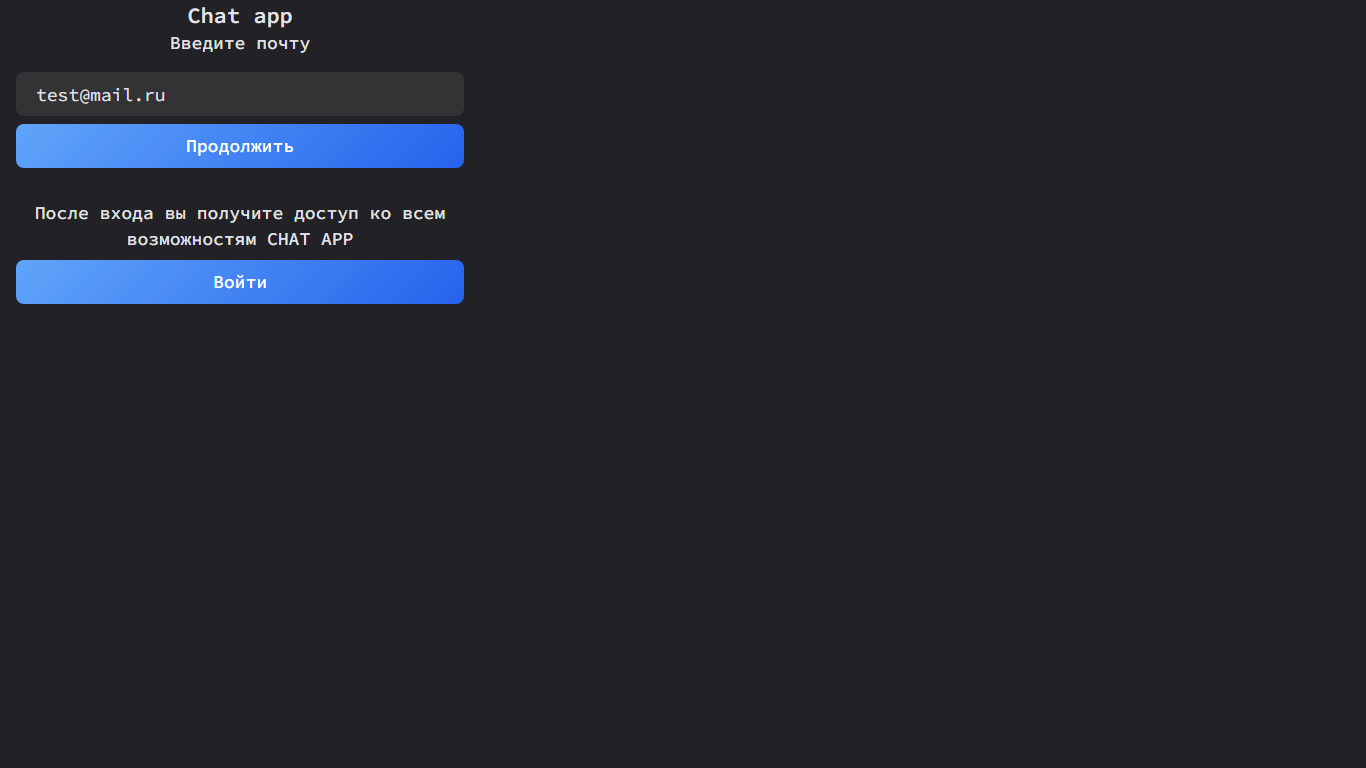 Chat app
Введите почту
test@mail.ru
Продолжить
После входа вы получите доступ ко всем
возможностям CHAT APP
Войти